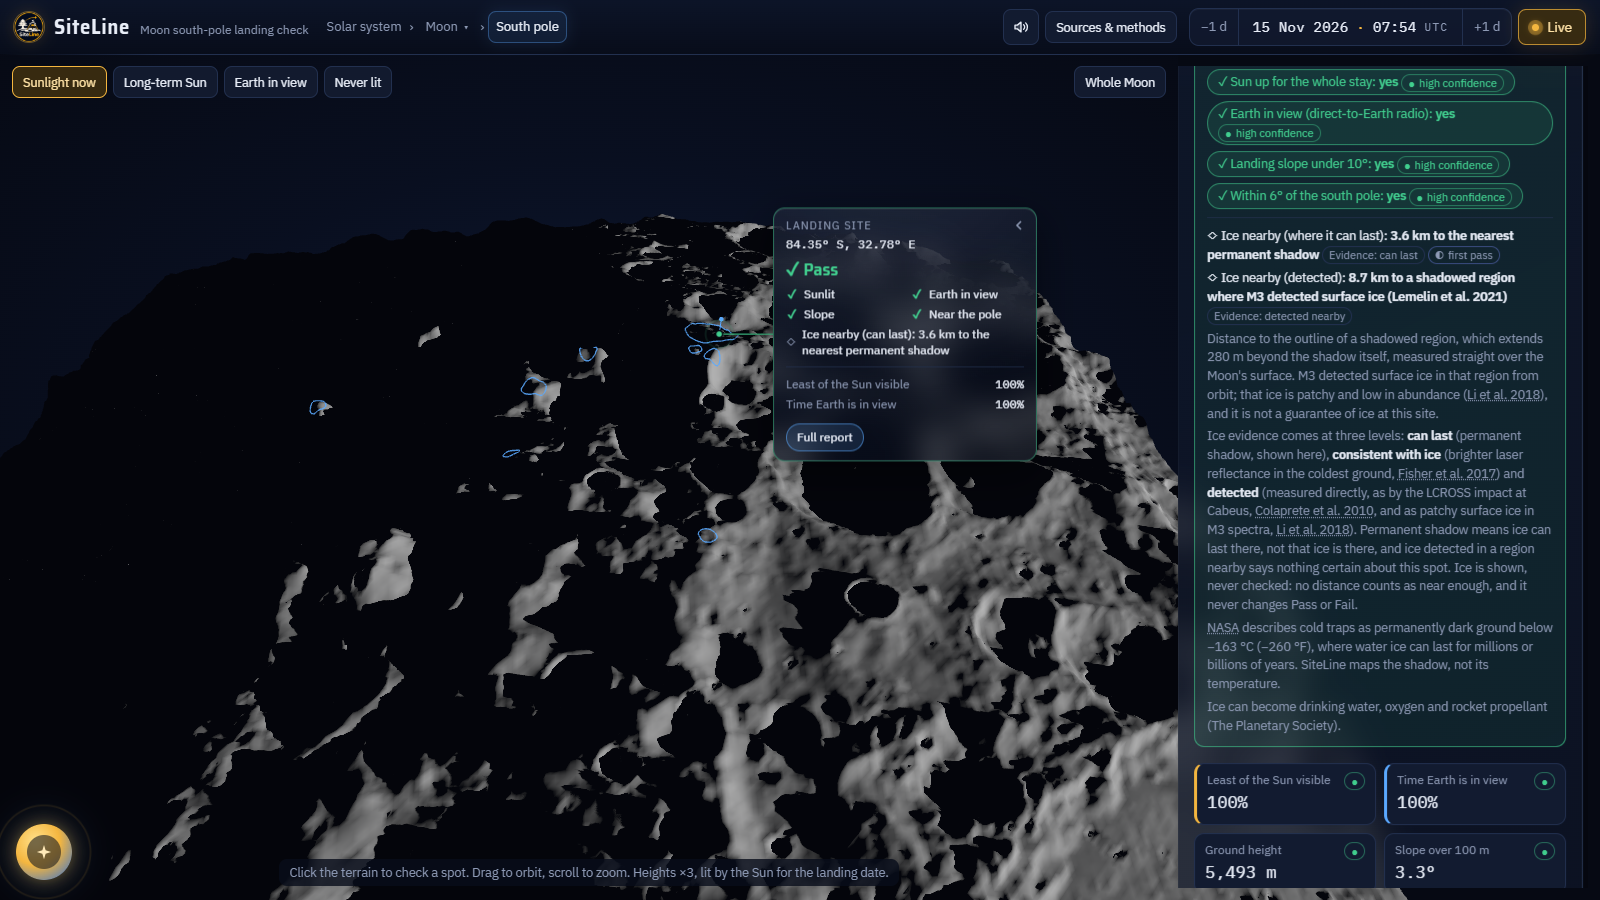 SiteLine
Moon south-pole landing check
Solar system › Moon ▾ › South pole
Sources & methods
−1 d
15 Nov 2026 · 07:54 UTC
+1 d
Live
Sunlight now
Long-term Sun
Earth in view
Never lit
Whole Moon
LANDING SITE
84.35° S, 32.78° E
✓ Pass
✓ Sunlit
✓ Earth in view
✓ Slope
✓ Near the pole
◇ Ice nearby (can last): 3.6 km to the
nearest permanent shadow
Least of the Sun visible 100%
Time Earth is in view 100%
Full report
Click the terrain to check a spot. Drag to orbit, scroll to zoom. Heights ×3, lit by the Sun for the landing date.
✓ Sun up for the whole stay: yes ● high confidence
✓ Earth in view (direct-to-Earth radio): yes
● high confidence
✓ Landing slope under 10°: yes ● high confidence
✓ Within 6° of the south pole: yes ● high confidence
◇ Ice nearby (where it can last): 3.6 km to the nearest
permanent shadow Evidence: can last ◐ first pass
◇ Ice nearby (detected): 8.7 km to a shadowed region
where M3 detected surface ice (Lemelin et al. 2021)
Evidence: detected nearby
Distance to the outline of a shadowed region, which extends
280 m beyond the shadow itself, measured straight over the
Moon's surface. M3 detected surface ice in that region from
orbit; that ice is patchy and low in abundance (Li et al. 2018),
and it is not a guarantee of ice at this site.
Ice evidence comes at three levels: can last (permanent
shadow, shown here), consistent with ice (brighter laser
reflectance in the coldest ground, Fisher et al. 2017) and
detected (measured directly, as by the LCROSS impact at
Cabeus, Colaprete et al. 2010, and as patchy surface ice in
M3 spectra, Li et al. 2018). Permanent shadow means ice can
last there, not that ice is there, and ice detected in a region
nearby says nothing certain about this spot. Ice is shown,
never checked: no distance counts as near enough, and it
never changes Pass or Fail.
NASA describes cold traps as permanently dark ground below
−163 °C (−260 °F), where water ice can last for millions or
billions of years. SiteLine maps the shadow, not its
temperature.
Ice can become drinking water, oxygen and rocket propellant
(The Planetary Society).
Least of the Sun visible
100%
Time Earth is in view
100%
Ground height
5,493 m
Slope over 100 m
3.3°